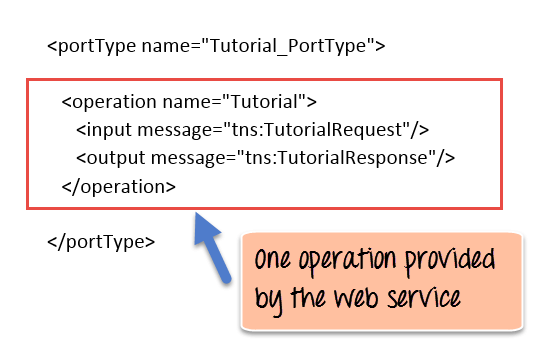 <portType name="Tutorial_PortType">
<operation name="Tutorial">
<input message="tns:TutorialRequest"/>
<output message="tns:TutorialResponse"/>
</operation>
</portType>
One operation provided
by the web service